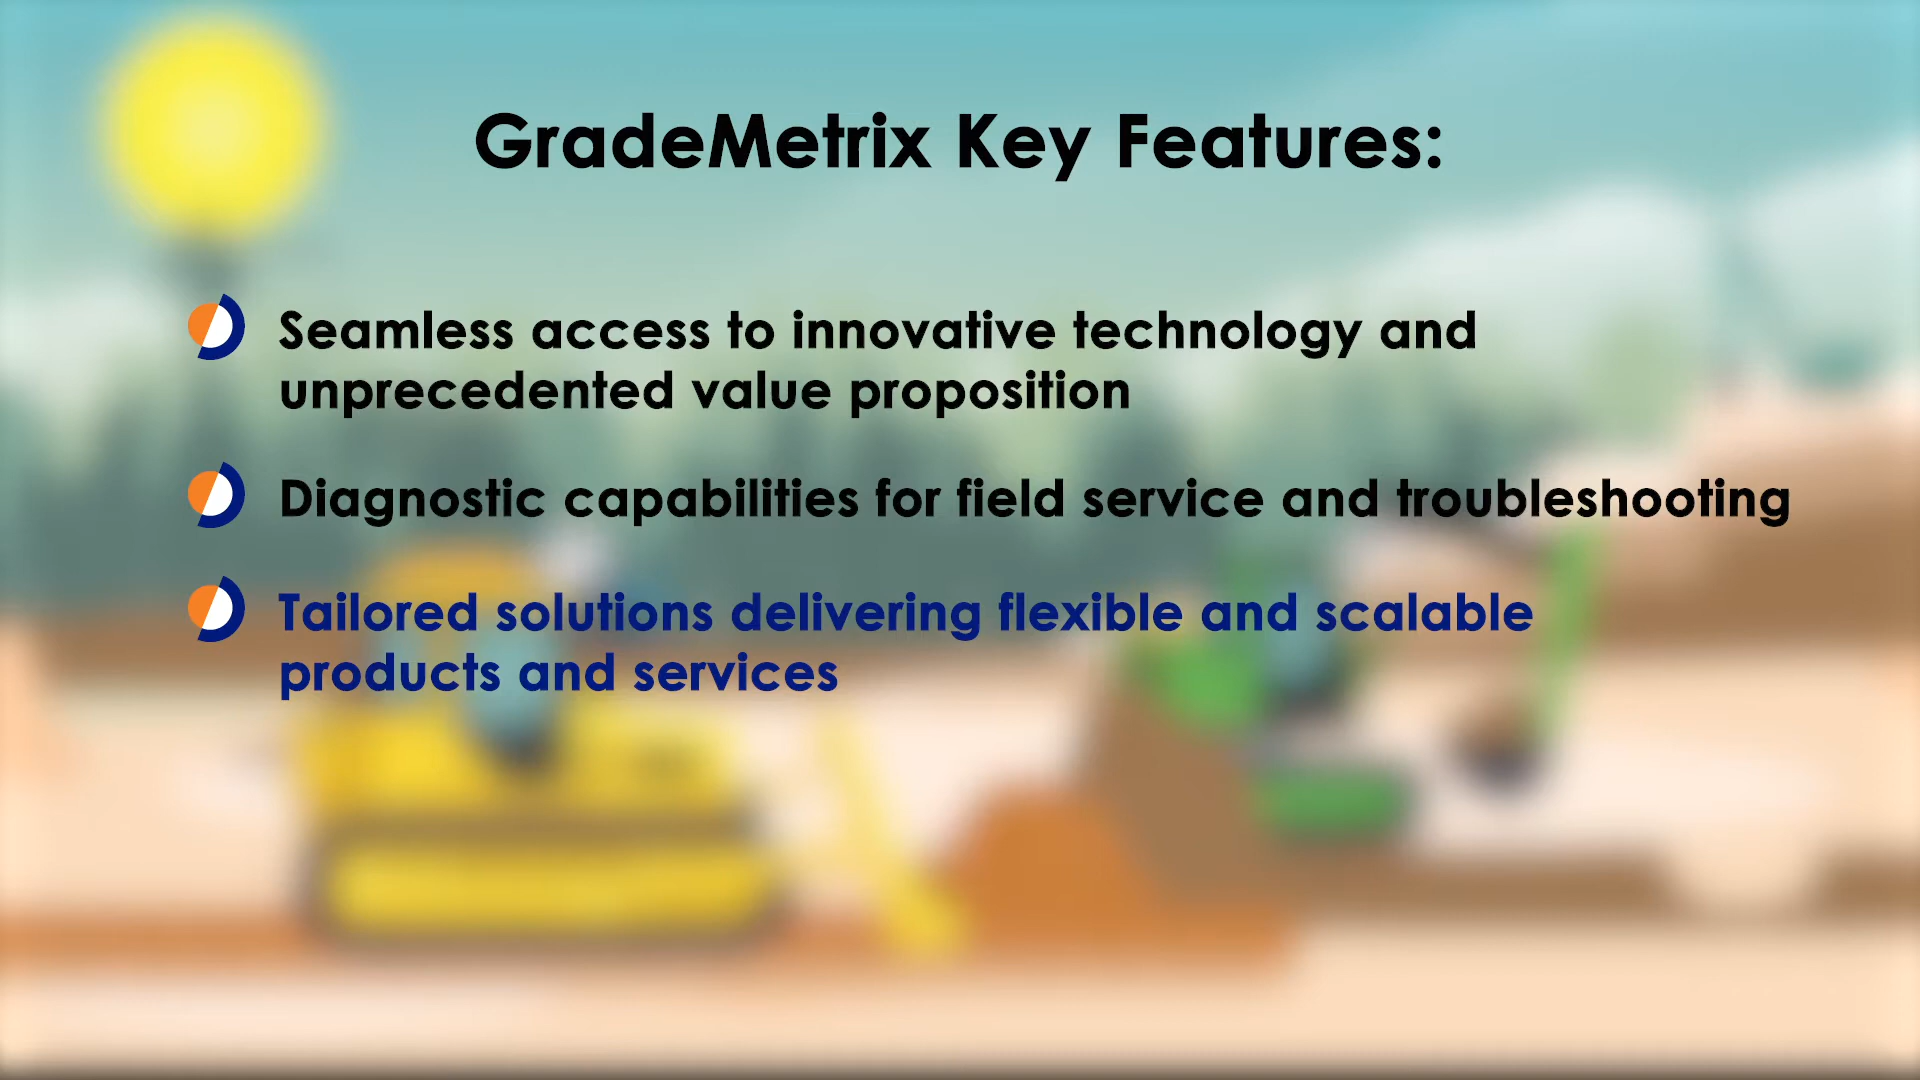 GradeMetrix Key Features:
Seamless access to innovative technology and
unprecedented value proposition
Diagnostic capabilities for field service and troubleshooting
Tailored solutions delivering flexible and scalable
products and services